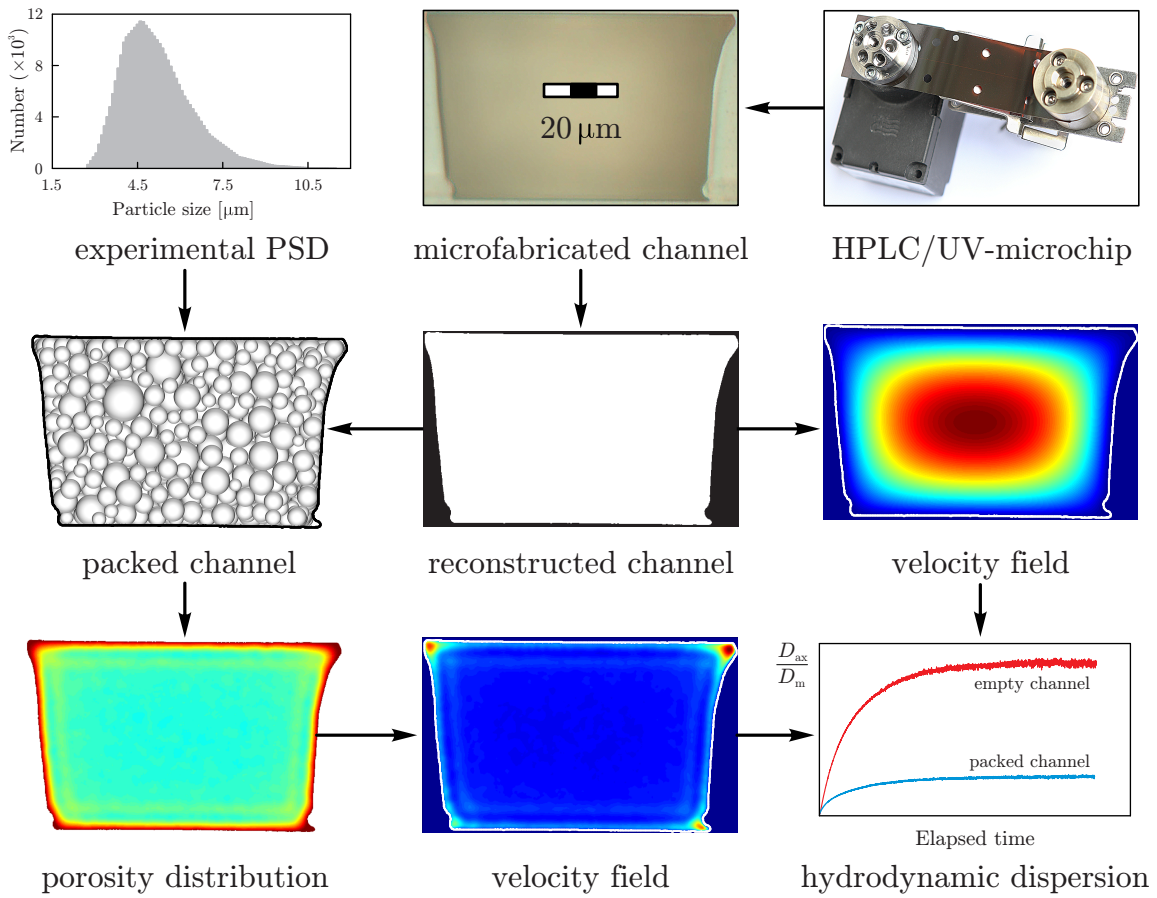 12
8
4
0
Number (×10³)
1.5
4.5
7.5
10.5
Particle size [μm]
20 μm
experimental PSD
microfabricated channel
HPLC/UV-microchip
packed channel
reconstructed channel
velocity field
D_ax
D_m
empty channel
packed channel
Elapsed time
porosity distribution
velocity field
hydrodynamic dispersion